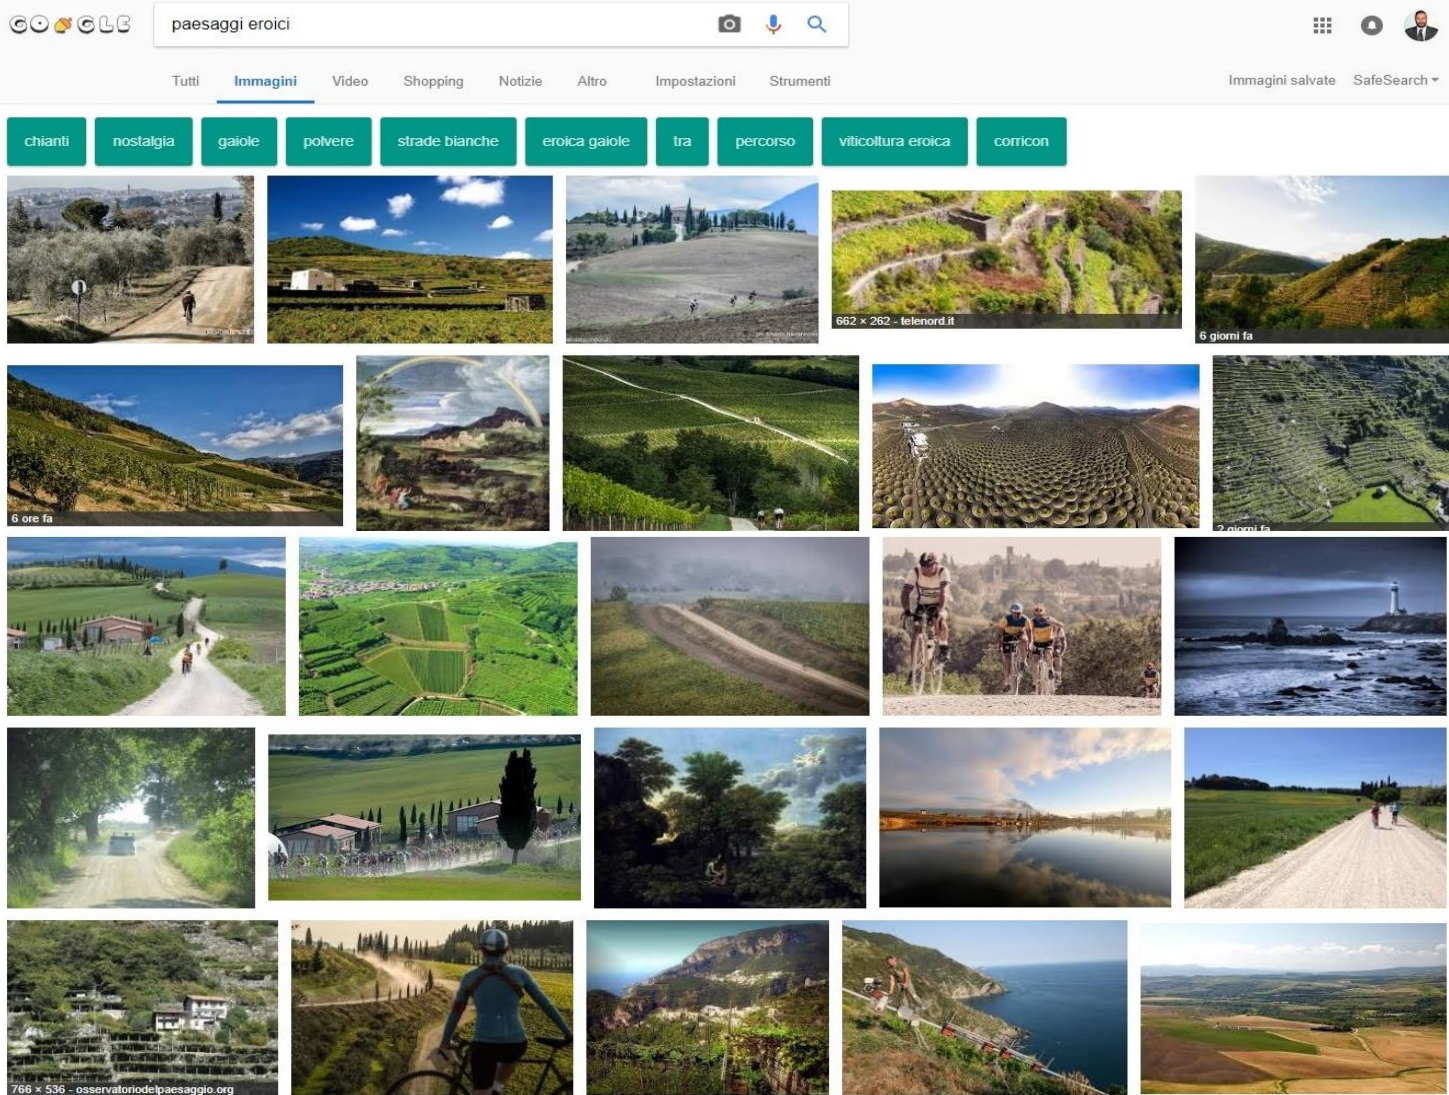 GOOGLE
paesaggi eroici
Tutti Immagini Video Shopping Notizie Altro Impostazioni Strumenti Immagini salvate SafeSearch
chianti nostalgia gaiole polvere strade bianche eroica gaiole tra percorso viticoltura eroica corricon
662 × 262 - telenord.it
6 giorni fa
6 ore fa
2 giorni fa
766 × 536 - osservatoriodelpaesaggio.org